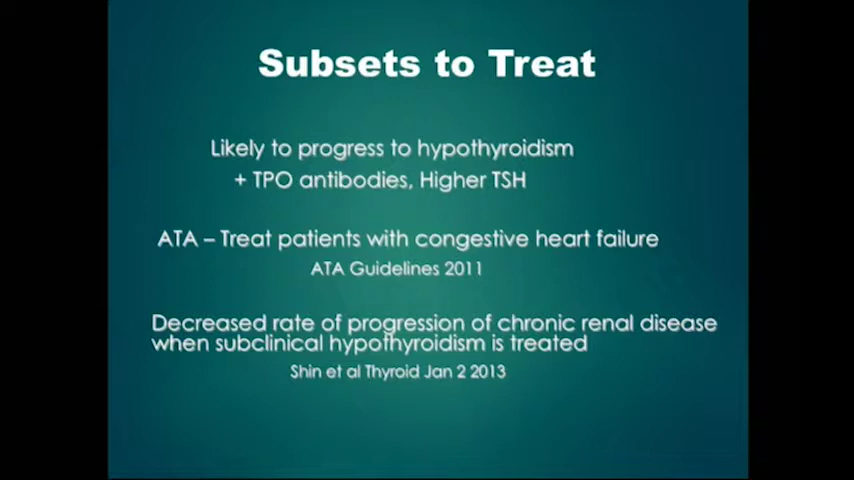 Subsets to Treat
Likely to progress to hypothyroidism
+ TPO antibodies, Higher TSH
ATA – Treat patients with congestive heart failure
ATA Guidelines 2011
Decreased rate of progression of chronic renal disease
when subclinical hypothyroidism is treated
Shin et al Thyroid Jan 2 2013